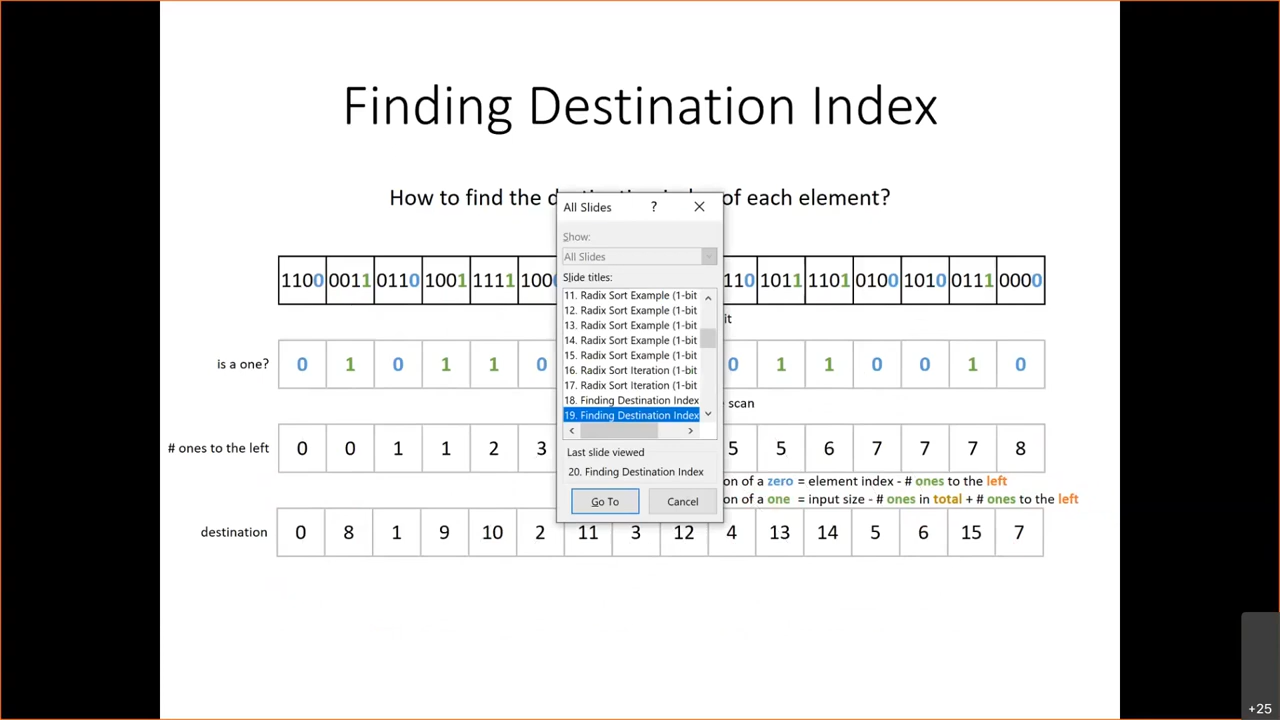 Finding Destination Index
How to find the of each element?
All Slides ?
Show:
All Slides
Slide titles:
11. Radix Sort Example (1-bit
12. Radix Sort Example (1-bit
13. Radix Sort Example (1-bit
14. Radix Sort Example (1-bit
15. Radix Sort Example (1-bit
16. Radix Sort Iteration (1-bit
17. Radix Sort Iteration (1-bit
18. Finding Destination Index
19. Finding Destination Index
Last slide viewed
20. Finding Destination Index
Go To Cancel
1100 0011 0110 1001 1111 100 110 1011 1101 0100 1010 0111 0000
it
is a one? 0 1 0 1 1 0 0 1 1 0 0 1 0
scan
# ones to the left 0 0 1 1 2 3 5 5 6 7 7 7 8
on of a zero = element index - # ones to the left
on of a one = input size - # ones in total + # ones to the left
destination 0 8 1 9 10 2 11 3 12 4 13 14 5 6 15 7
+25